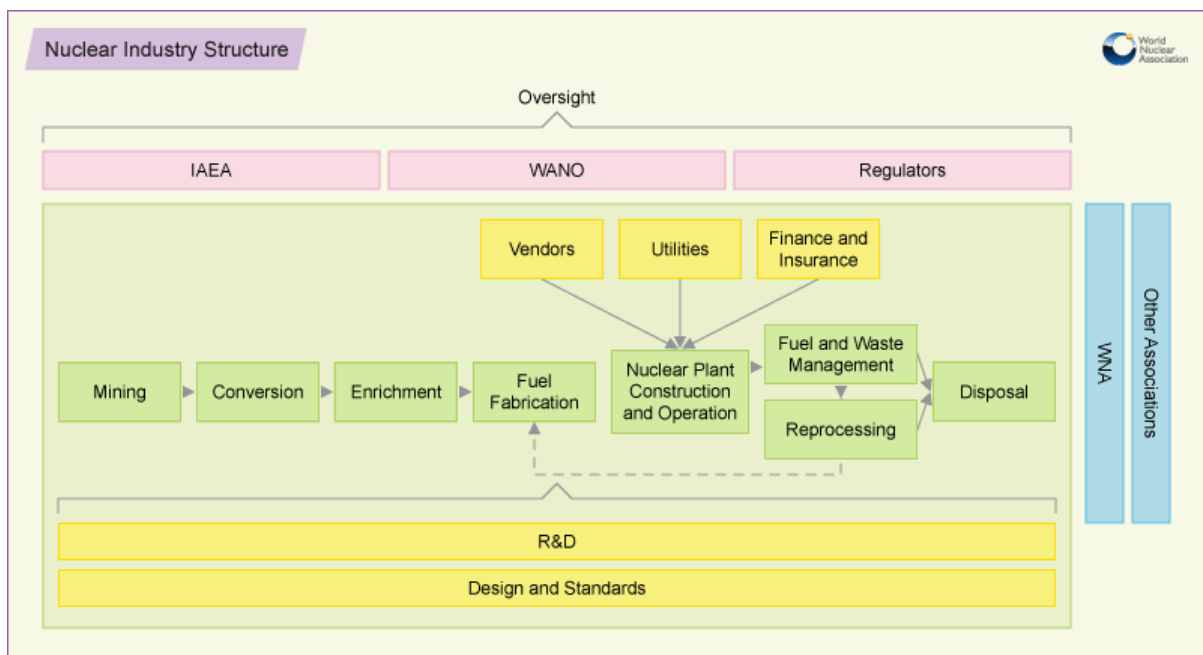 Nuclear Industry Structure
World
Nuclear
Association
Oversight
IAEA
WANO
Regulators
Vendors
Utilities
Finance and
Insurance
Mining
Conversion
Enrichment
Fuel
Fabrication
Nuclear Plant
Construction
and Operation
Fuel and Waste
Management
Reprocessing
Disposal
R&D
Design and Standards
WNA
Other Associations